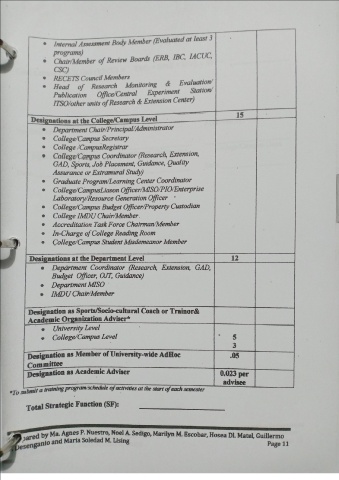 • Internal Assessment Body Member (Evaluated at least 3
programs)
• Chair/Member of Review Boards (ERB, IBC, IACUC,
CSC)
• RECETS Council Members
• Head of Research Monitoring & Evaluation/
Publication Office/Central Experiment Station/
ITSO/other units of Research & Extension Center)
Designations at the College/Campus Level 15
• Department Chair/Principal/Administrator
• College/Campus Secretary
• College /CampusRegistrar
• College/Campus Coordinator (Research, Extension,
GAD, Sports, Job Placement, Guidance, Quality
Assurance or Extramural Study)
• Graduate Program/Learning Center Coordinator
• College/CampusLiason Officer/MISO/PIO/Enterprise
Laboratory/Resource Generation Officer
• College/Campus Budget Officer/Property Custodian
• College IMDU Chair/Member
• Accreditation Task Force Chairman/Member
• In-Charge of College Reading Room
• College/Campus Student Misdemeanor Member
Designations at the Department Level 12
• Department Coordinator (Research, Extension, GAD,
Budget Officer, OJT, Guidance)
• Department MISO
• IMDU Chair/Member
Designation as Sports/Socio-cultural Coach or Trainor&
Academic Organization Adviser*
• University Level 5
• College/Campus Level 3
Designation as Member of University-wide AdHoc .05
Committee
Designation as Academic Adviser 0.023 per
advisee
*To submit a training program/schedule of activities at the start of each semester
Total Strategic Function (SF):
by Ma. Agnes P. Nuestro, Noel A. Sedigo, Marilyn M. Escobar, Hosea Dl. Matel, Guillermo
and Maria Soledad M. Lising Page 11